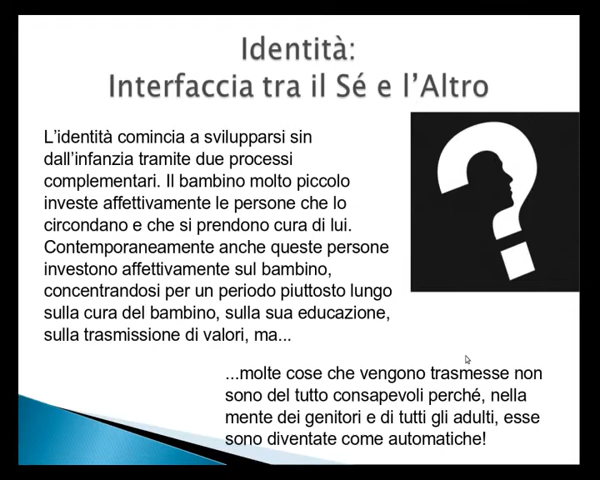 Identità:
Interfaccia tra il Sé e l'Altro
L'identità comincia a svilupparsi sin
dall'infanzia tramite due processi
complementari. Il bambino molto piccolo
investe affettivamente le persone che lo
circondano e che si prendono cura di lui.
Contemporaneamente anche queste persone
investono affettivamente sul bambino,
concentrandosi per un periodo piuttosto lungo
sulla cura del bambino, sulla sua educazione,
sulla trasmissione di valori, ma...
...molte cose che vengono trasmesse non
sono del tutto consapevoli perché, nella
mente dei genitori e di tutti gli adulti, esse
sono diventate come automatiche!